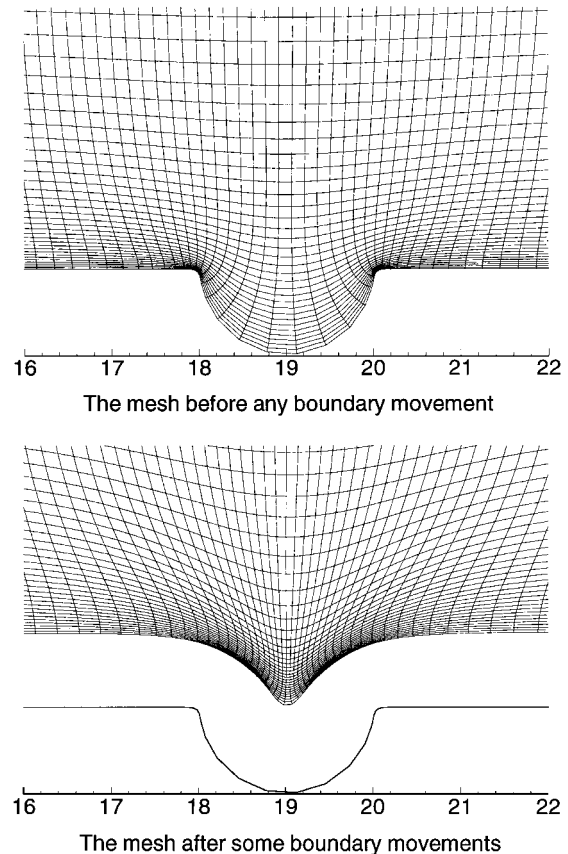 16 17 18 19 20 21 22
The mesh before any boundary movement
16 17 18 19 20 21 22
The mesh after some boundary movements